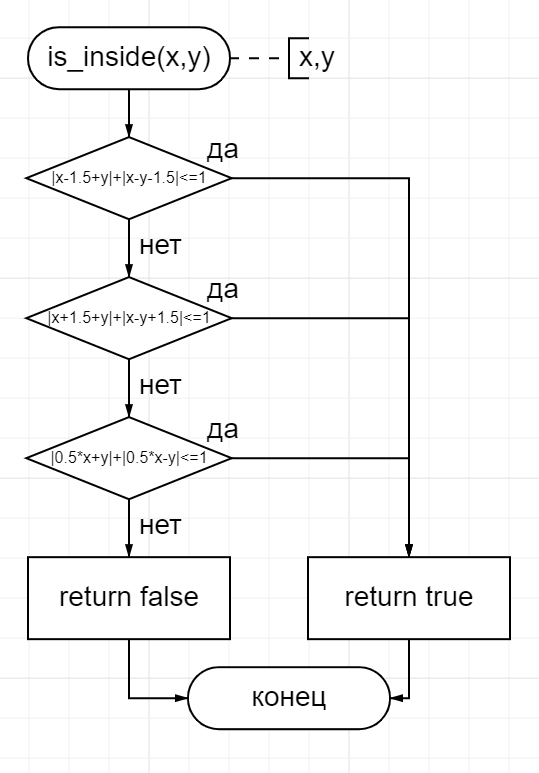 is_inside(x,y)
x,y
да
|x-1.5+y|+|x-y-1.5|<=1
нет
да
|x+1.5+y|+|x-y+1.5|<=1
нет
да
|0.5*x+y|+|0.5*x-y|<=1
нет
return false
return true
конец